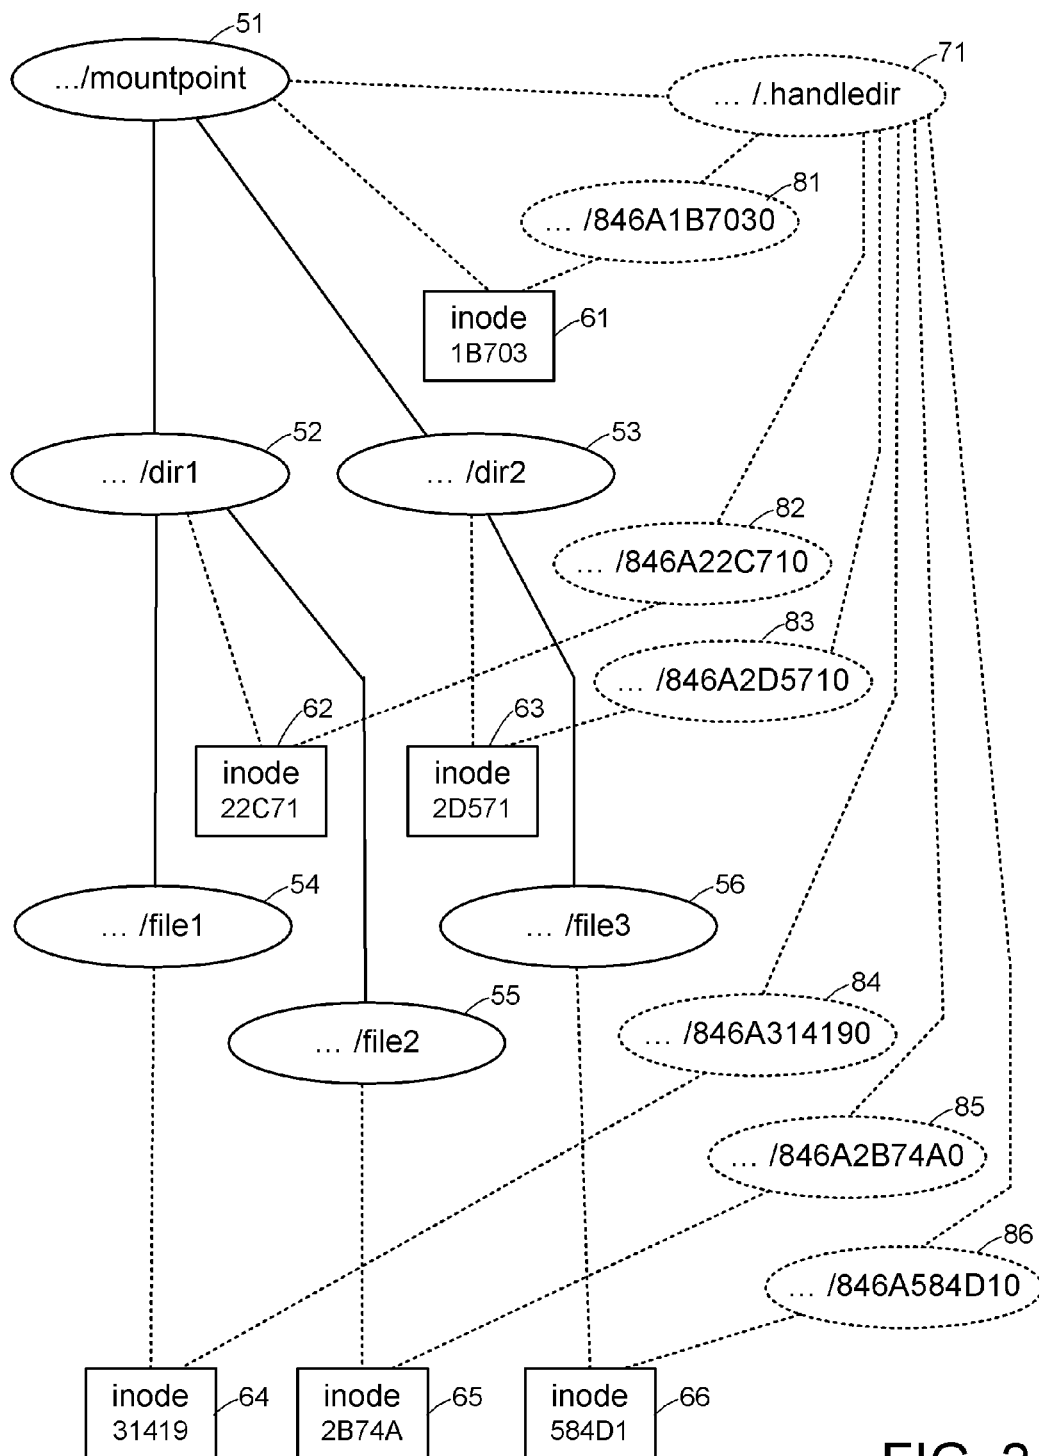 51
.../mountpoint
71
... /.handledir
81
... /846A1B7030
inode
1B703
61
52
... /dir1
53
... /dir2
82
... /846A22C710
83
... /846A2D5710
62
inode
22C71
63
inode
2D571
54
... /file1
56
... /file3
55
... /file2
84
... /846A314190
85
... /846A2B74A0
86
... /846A584D10
inode
31419
64
inode
2B74A
65
inode
584D1
66